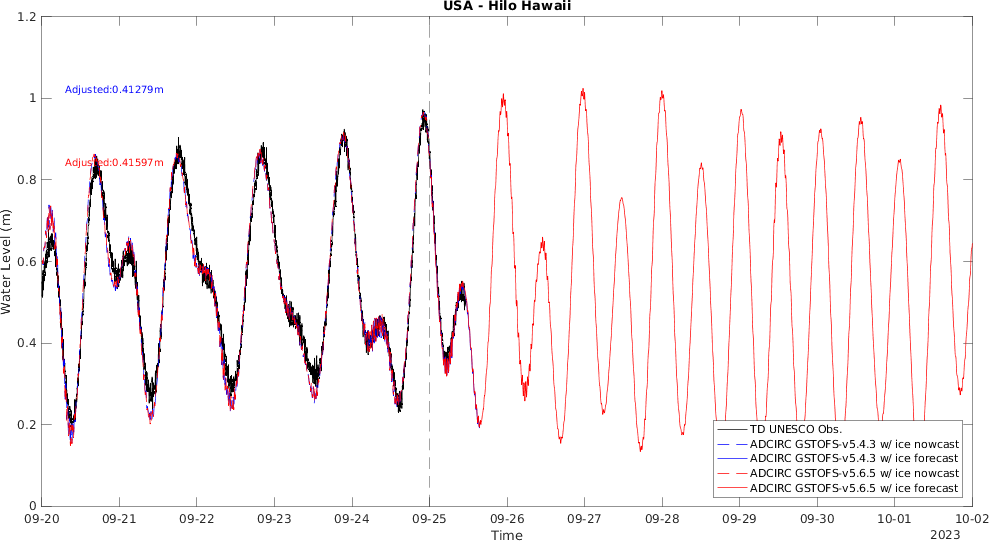 USA - Hilo Hawaii
1.2
1
0.8
0.6
0.4
0.2
0
Water Level (m)
Adjusted:0.41279m
Adjusted:0.41597m
TD UNESCO Obs.
ADCIRC GSTOFS-v5.4.3 w/ ice nowcast
ADCIRC GSTOFS-v5.4.3 w/ ice forecast
ADCIRC GSTOFS-v5.6.5 w/ ice nowcast
ADCIRC GSTOFS-v5.6.5 w/ ice forecast
09-20 09-21 09-22 09-23 09-24 09-25 09-26 09-27 09-28 09-29 09-30 10-01 10-02
Time
2023